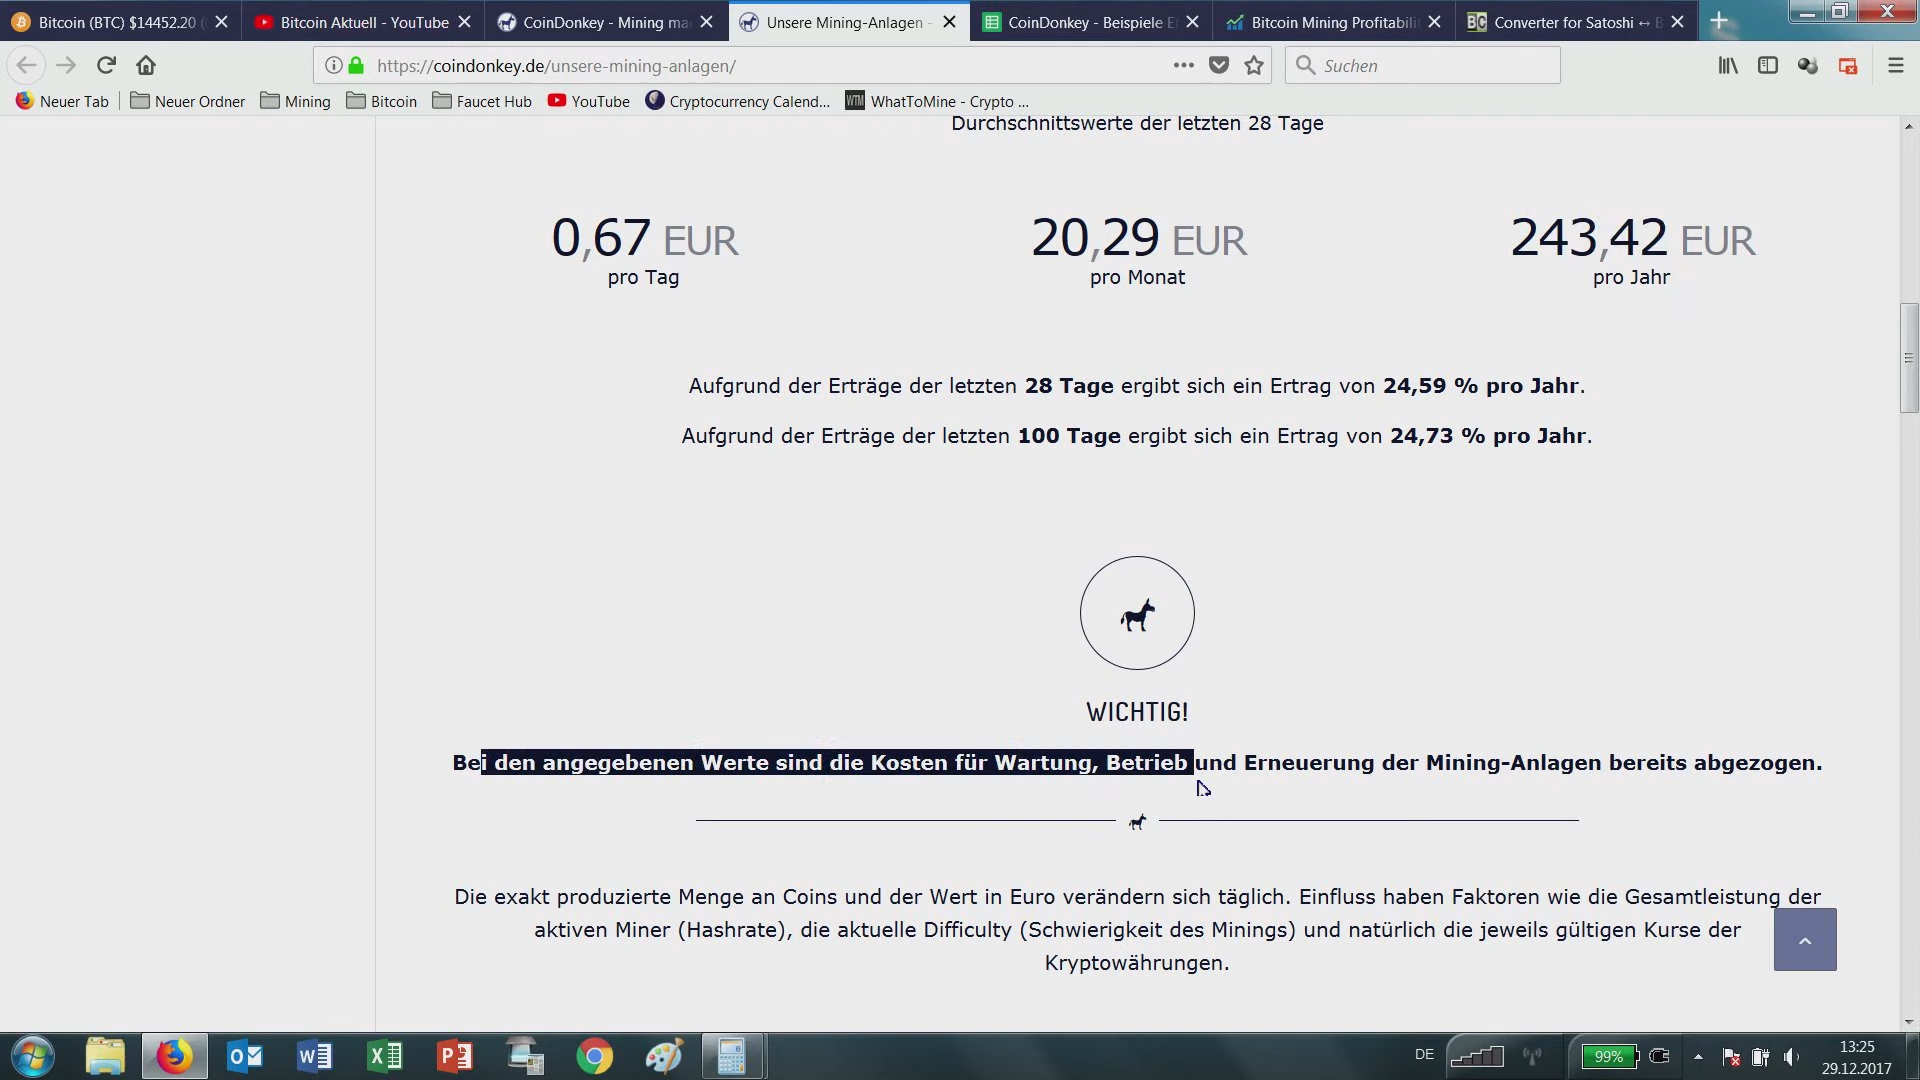 Bitcoin (BTC) $14452.20 (
Bitcoin Aktuell - YouTube
CoinDonkey - Mining ma
Unsere Mining-Anlagen -
CoinDonkey - Beispiele E
Bitcoin Mining Profitabili
BC
Converter for Satoshi ↔ B
https://coindonkey.de/unsere-mining-anlagen/
Suchen
Neuer Tab
Neuer Ordner
Mining
Bitcoin
Faucet Hub
YouTube
Cryptocurrency Calend...
WTM
WhatToMine - Crypto ...
Durchschnittswerte der letzten 28 Tage
0,67 EUR
pro Tag
20,29 EUR
pro Monat
243,42 EUR
pro Jahr
Aufgrund der Erträge der letzten 28 Tage ergibt sich ein Ertrag von 24,59 % pro Jahr.
Aufgrund der Erträge der letzten 100 Tage ergibt sich ein Ertrag von 24,73 % pro Jahr.
WICHTIG!
Bei den angegebenen Werte sind die Kosten für Wartung, Betrieb und Erneuerung der Mining-Anlagen bereits abgezogen.
Die exakt produzierte Menge an Coins und der Wert in Euro verändern sich täglich. Einfluss haben Faktoren wie die Gesamtleistung der
aktiven Miner (Hashrate), die aktuelle Difficulty (Schwierigkeit des Minings) und natürlich die jeweils gültigen Kurse der
Kryptowährungen.
DE
99%
13:25
29.12.2017